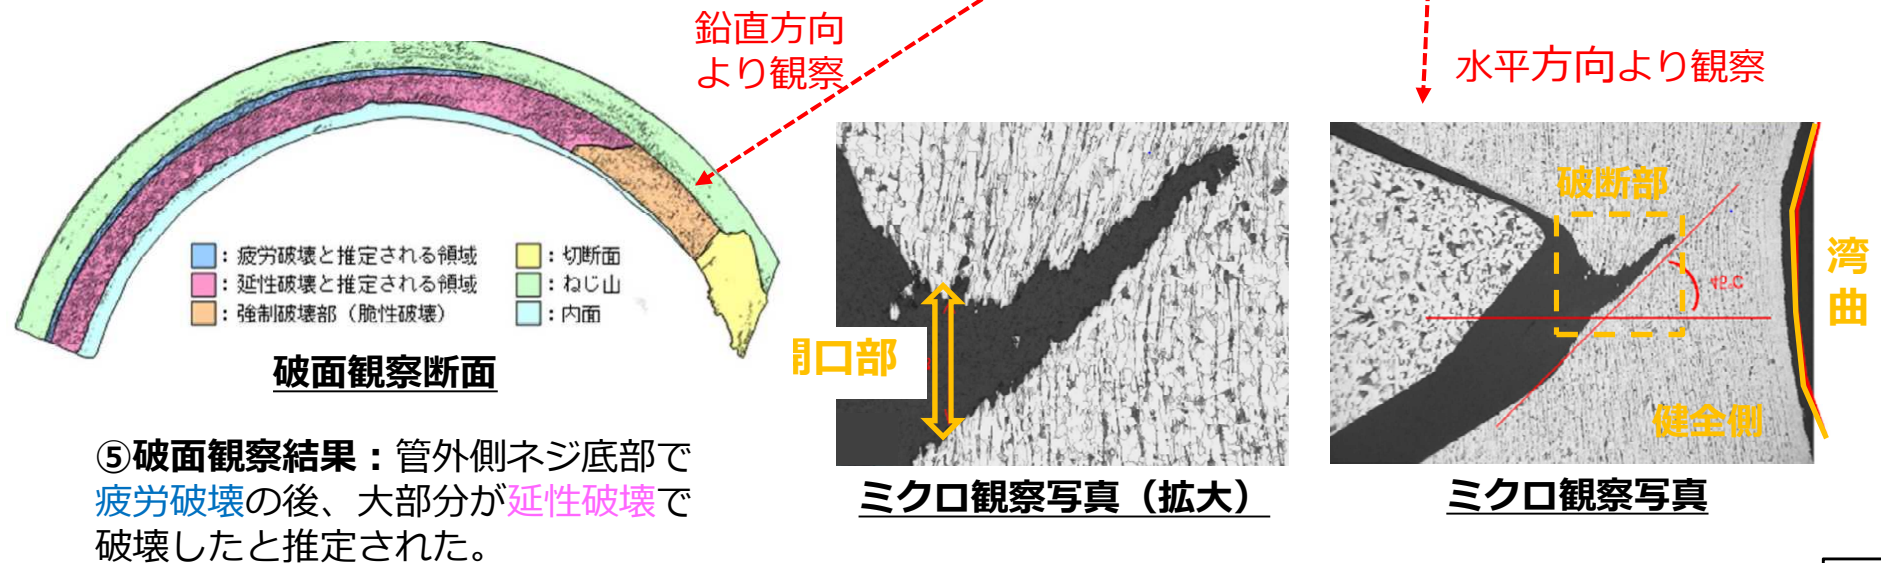 鉛直方向
より観察
水平方向より観察
：疲労破壊と推定される領域
：延性破壊と推定される領域
：強制破壊部（脆性破壊）
：切断面
：ねじ山
：内面
破面観察断面
⑤破面観察結果：管外側ネジ底部で
疲労破壊の後、大部分が延性破壊で
破壊したと推定された。
開口部
ミクロ観察写真（拡大）
破断部
健全側
湾
曲
ミクロ観察写真